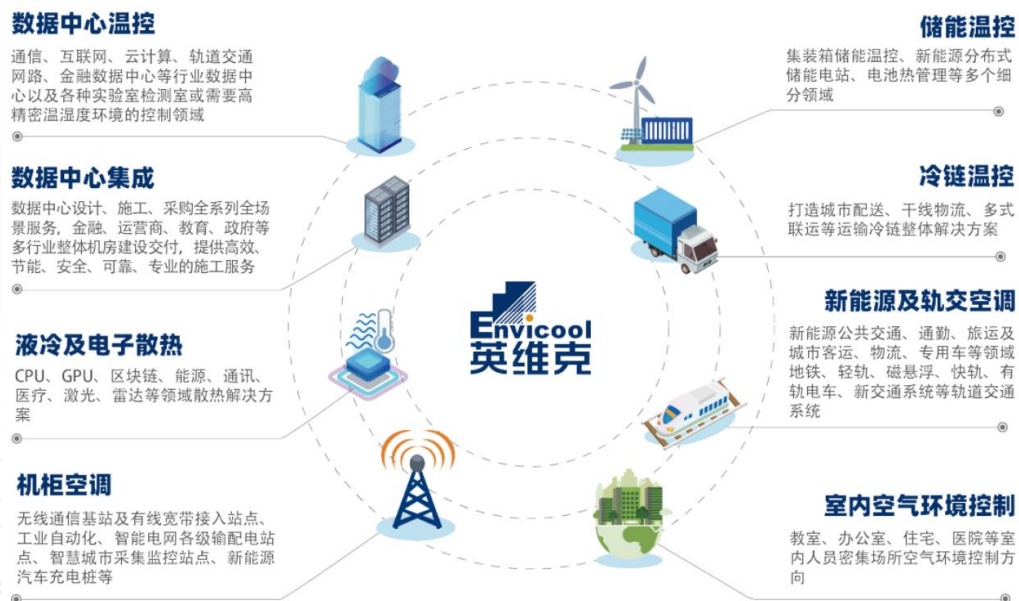 数据中心温控
通信、互联网、云计算、轨道交通
网路、金融数据中心等行业数据中
心以及各种实验室检测室或需要高
精密温湿度环境的控制领域
数据中心集成
数据中心设计、施工、采购全系列全场
景服务，金融、运营商、教育、政府等
多行业整体机房建设交付，提供高效、
节能、安全、可靠、专业的施工服务
液冷及电子散热
CPU、GPU、区块链、能源、通讯、
医疗、激光、雷达等领域散热解决方
案
机柜空调
无线通信基站及有线宽带接入站点、
工业自动化、智能电网各级输配电站
点、智慧城市采集监控站点、新能源
汽车充电桩等
Envicool
英维克
储能温控
集装箱储能温控、新能源分布式
储能电站、电池热管理等多个细
分领域
冷链温控
打造城市配送、干线物流、多式
联运等运输冷链整体解决方案
新能源及轨交空调
新能源公共交通、通勤、旅运及
城市客运、物流、专用车等领域
地铁、轻轨、磁悬浮、快轨、有
轨电车、新交通系统等轨道交通
系统
室内空气环境控制
教室、办公室、住宅、医院等室
内人员密集场所空气环境控制方
向